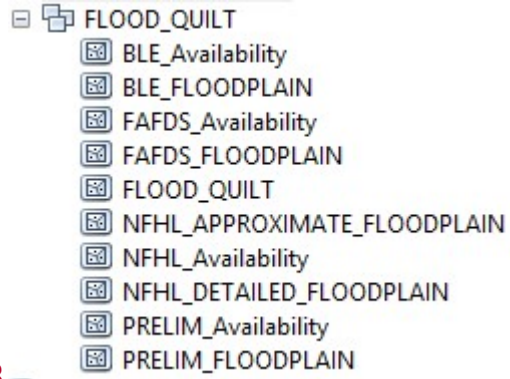 FLOOD_QUILT
BLE_Availability
BLE_FLOODPLAIN
FAFDS_Availability
FAFDS_FLOODPLAIN
FLOOD_QUILT
NFHL_APPROXIMATE_FLOODPLAIN
NFHL_Availability
NFHL_DETAILED_FLOODPLAIN
PRELIM_Availability
PRELIM_FLOODPLAIN